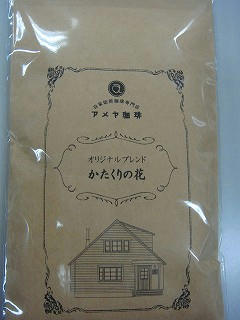 自家焙煎珈琲専門店
アメヤ珈琲
オリジナルブレンド
かたくりの花